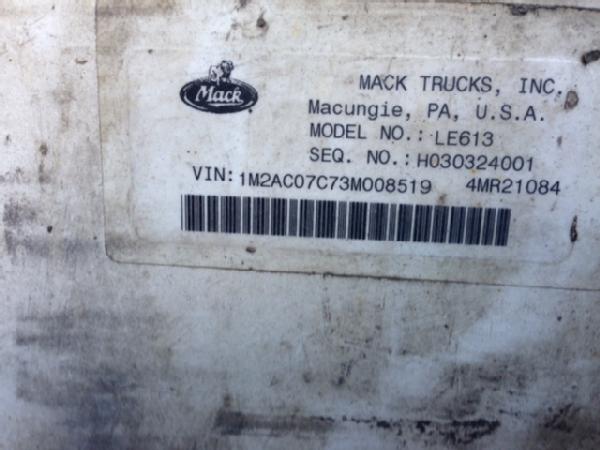 Mack
MACK TRUCKS, INC.
Macungie, PA, U.S.A.
MODEL NO.: LE613
SEQ. NO.: H030324001
VIN: 1M2AC07C73M008519 4MR21084